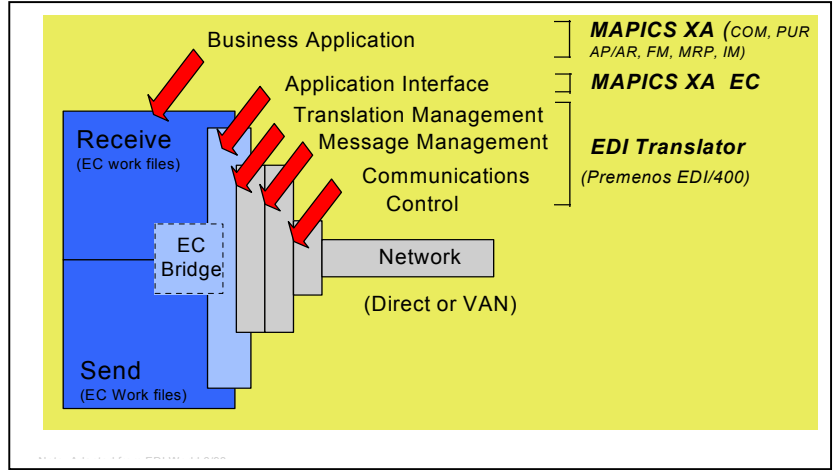 Business Application
MAPICS XA (COM, PUR
AP/AR, FM, MRP, IM)
Application Interface
MAPICS XA EC
Translation Management
Message Management
EDI Translator
(Premenos EDI/400)
Communications
Control
Receive
(EC work files)
EC
Bridge
Network
(Direct or VAN)
Send
(EC Work files)